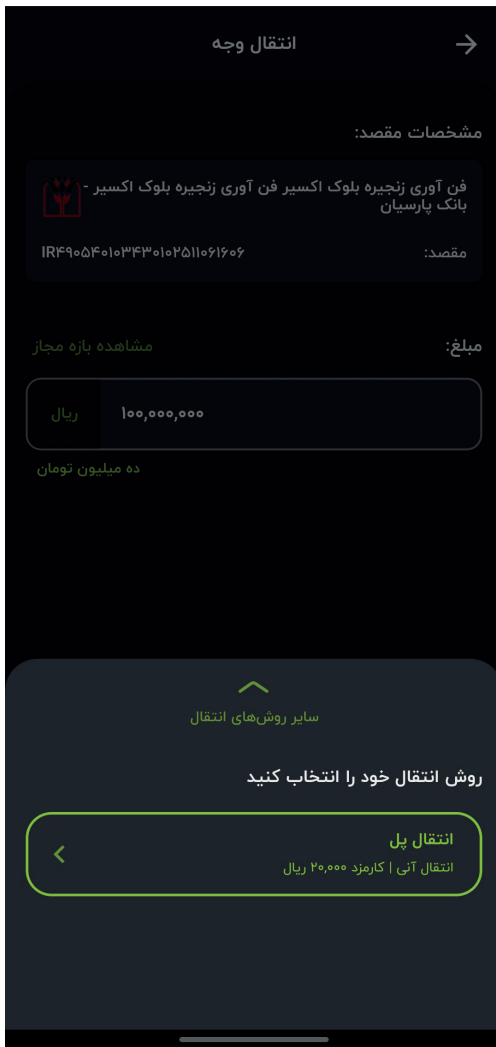 انتقال وجه
مشخصات مقصد:
فن آوری زنجیره بلوک اکسیر فن آوری زنجیره بلوک اکسیر -
بانک پارسیان
مقصد:
IR۴۹۰۵۴۰۱۰۳۴۳۰۱۰۲۵۱۱۰۶۱۶۰۶
مبلغ:
مشاهده بازه مجاز
۱۰۰,۰۰۰,۰۰۰
ریال
ده میلیون تومان
سایر روش‌های انتقال
روش انتقال خود را انتخاب کنید
انتقال پل
انتقال آنی | کارمزد ۲۰,۰۰۰ ریال